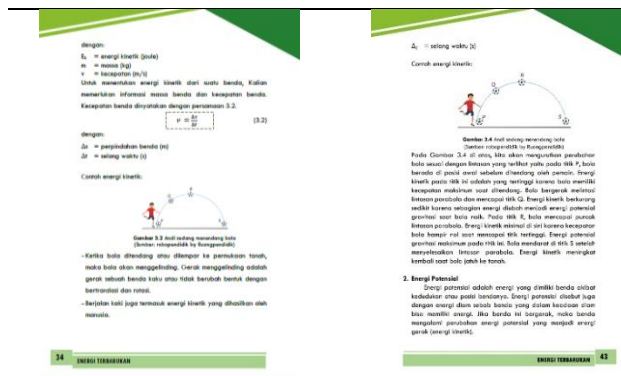 dengan:
Eₖ = energi kinetik (joule)
m = massa (kg)
v = kecepatan (m/s)
Untuk menentukan energi kinetik dari suatu benda, Kalian
memerlukan informasi massa benda dan kecepatan benda.
Kecepatan benda dinyatakan dengan persamaan 3.2.
v = Δs/Δt (3.2)
dengan:
Δs = perpindahan benda (m)
Δt = selang waktu (s)
Contoh energi kinetik:
Gambar 3.3 Andi sedang menendang bola
(Sumber: robopendidik by Ruangpendidik)
- Ketika bola ditendang atau dilempar ke permukaan tanah,
maka bola akan menggelinding. Gerak menggelinding adalah
gerak sebuah benda kaku atau tidak berubah bentuk dengan
bertranslasi dan rotasi.
- Berjalan kaki juga termasuk energi kinetik yang dihasilkan oleh
manusia.
34 ENERGI TERBARUKAN
= selang waktu (s)
Contoh energi kinetik:
P
Q
R
S
Gambar 3.4 Andi sedang menendang bola
(Sumber: robopendidik by Ruangpendidik)
Pada Gambar 3.4 di atas, kita akan mengurutkan perubahan
bola sesuai dengan lintasan yang terlihat yaitu pada titik P, bola
berada di posisi awal sebelum ditendang oleh pemain. Energi
kinetik pada titik ini adalah yang tertinggi karena bola memiliki
kecepatan maksimum saat ditendang. Bola bergerak melintasi
lintasan parabola dan mencapai titik Q. Energi kinetik berkurang
sedikit karena sebagian energi diubah menjadi energi potensial
gravitasi saat bola naik. Pada titik R, bola mencapai puncak
lintasan parabola. Energi kinetik minimal di sini karena kecepatan
bola hampir nol saat mencapai titik tertinggi. Energi potensial
gravitasi maksimum pada titik ini. Bola mendarat di titik S setelah
menyelesaikan lintasan parabola. Energi kinetik meningkat
kembali saat bola jatuh ke tanah.
2. Energi Potensial
Energi potensial adalah energi yang dimiliki benda akibat
kedudukan atau posisi bendanya. Energi potensial disebut juga
dengan energi diam sebab benda yang dalam keadaan diam
bisa memiliki energi. Jika benda ini bergerak, maka benda
mengalami perubahan energi potensial yang menjadi energi
gerak (energi kinetik).
ENERGI TERBARUKAN 43